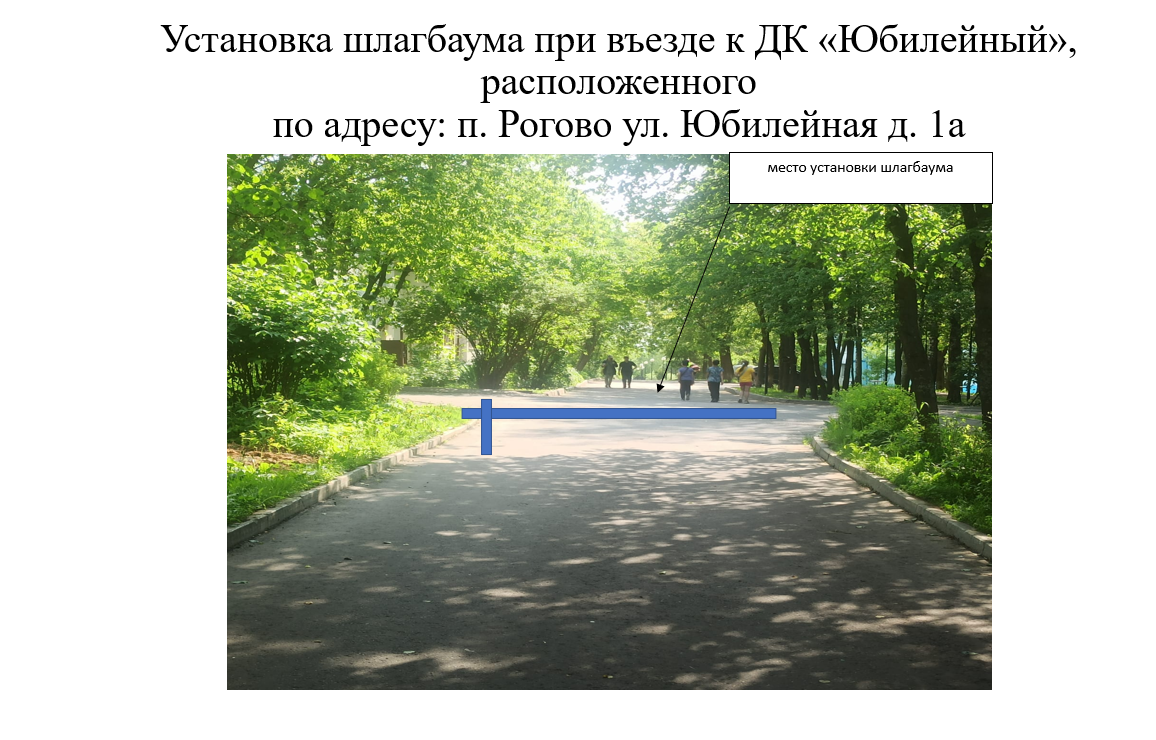 Установка шлагбаума при въезде к ДК «Юбилейный»,
расположенного
по адресу: п. Рогово ул. Юбилейная д. 1а
место установки шлагбаума